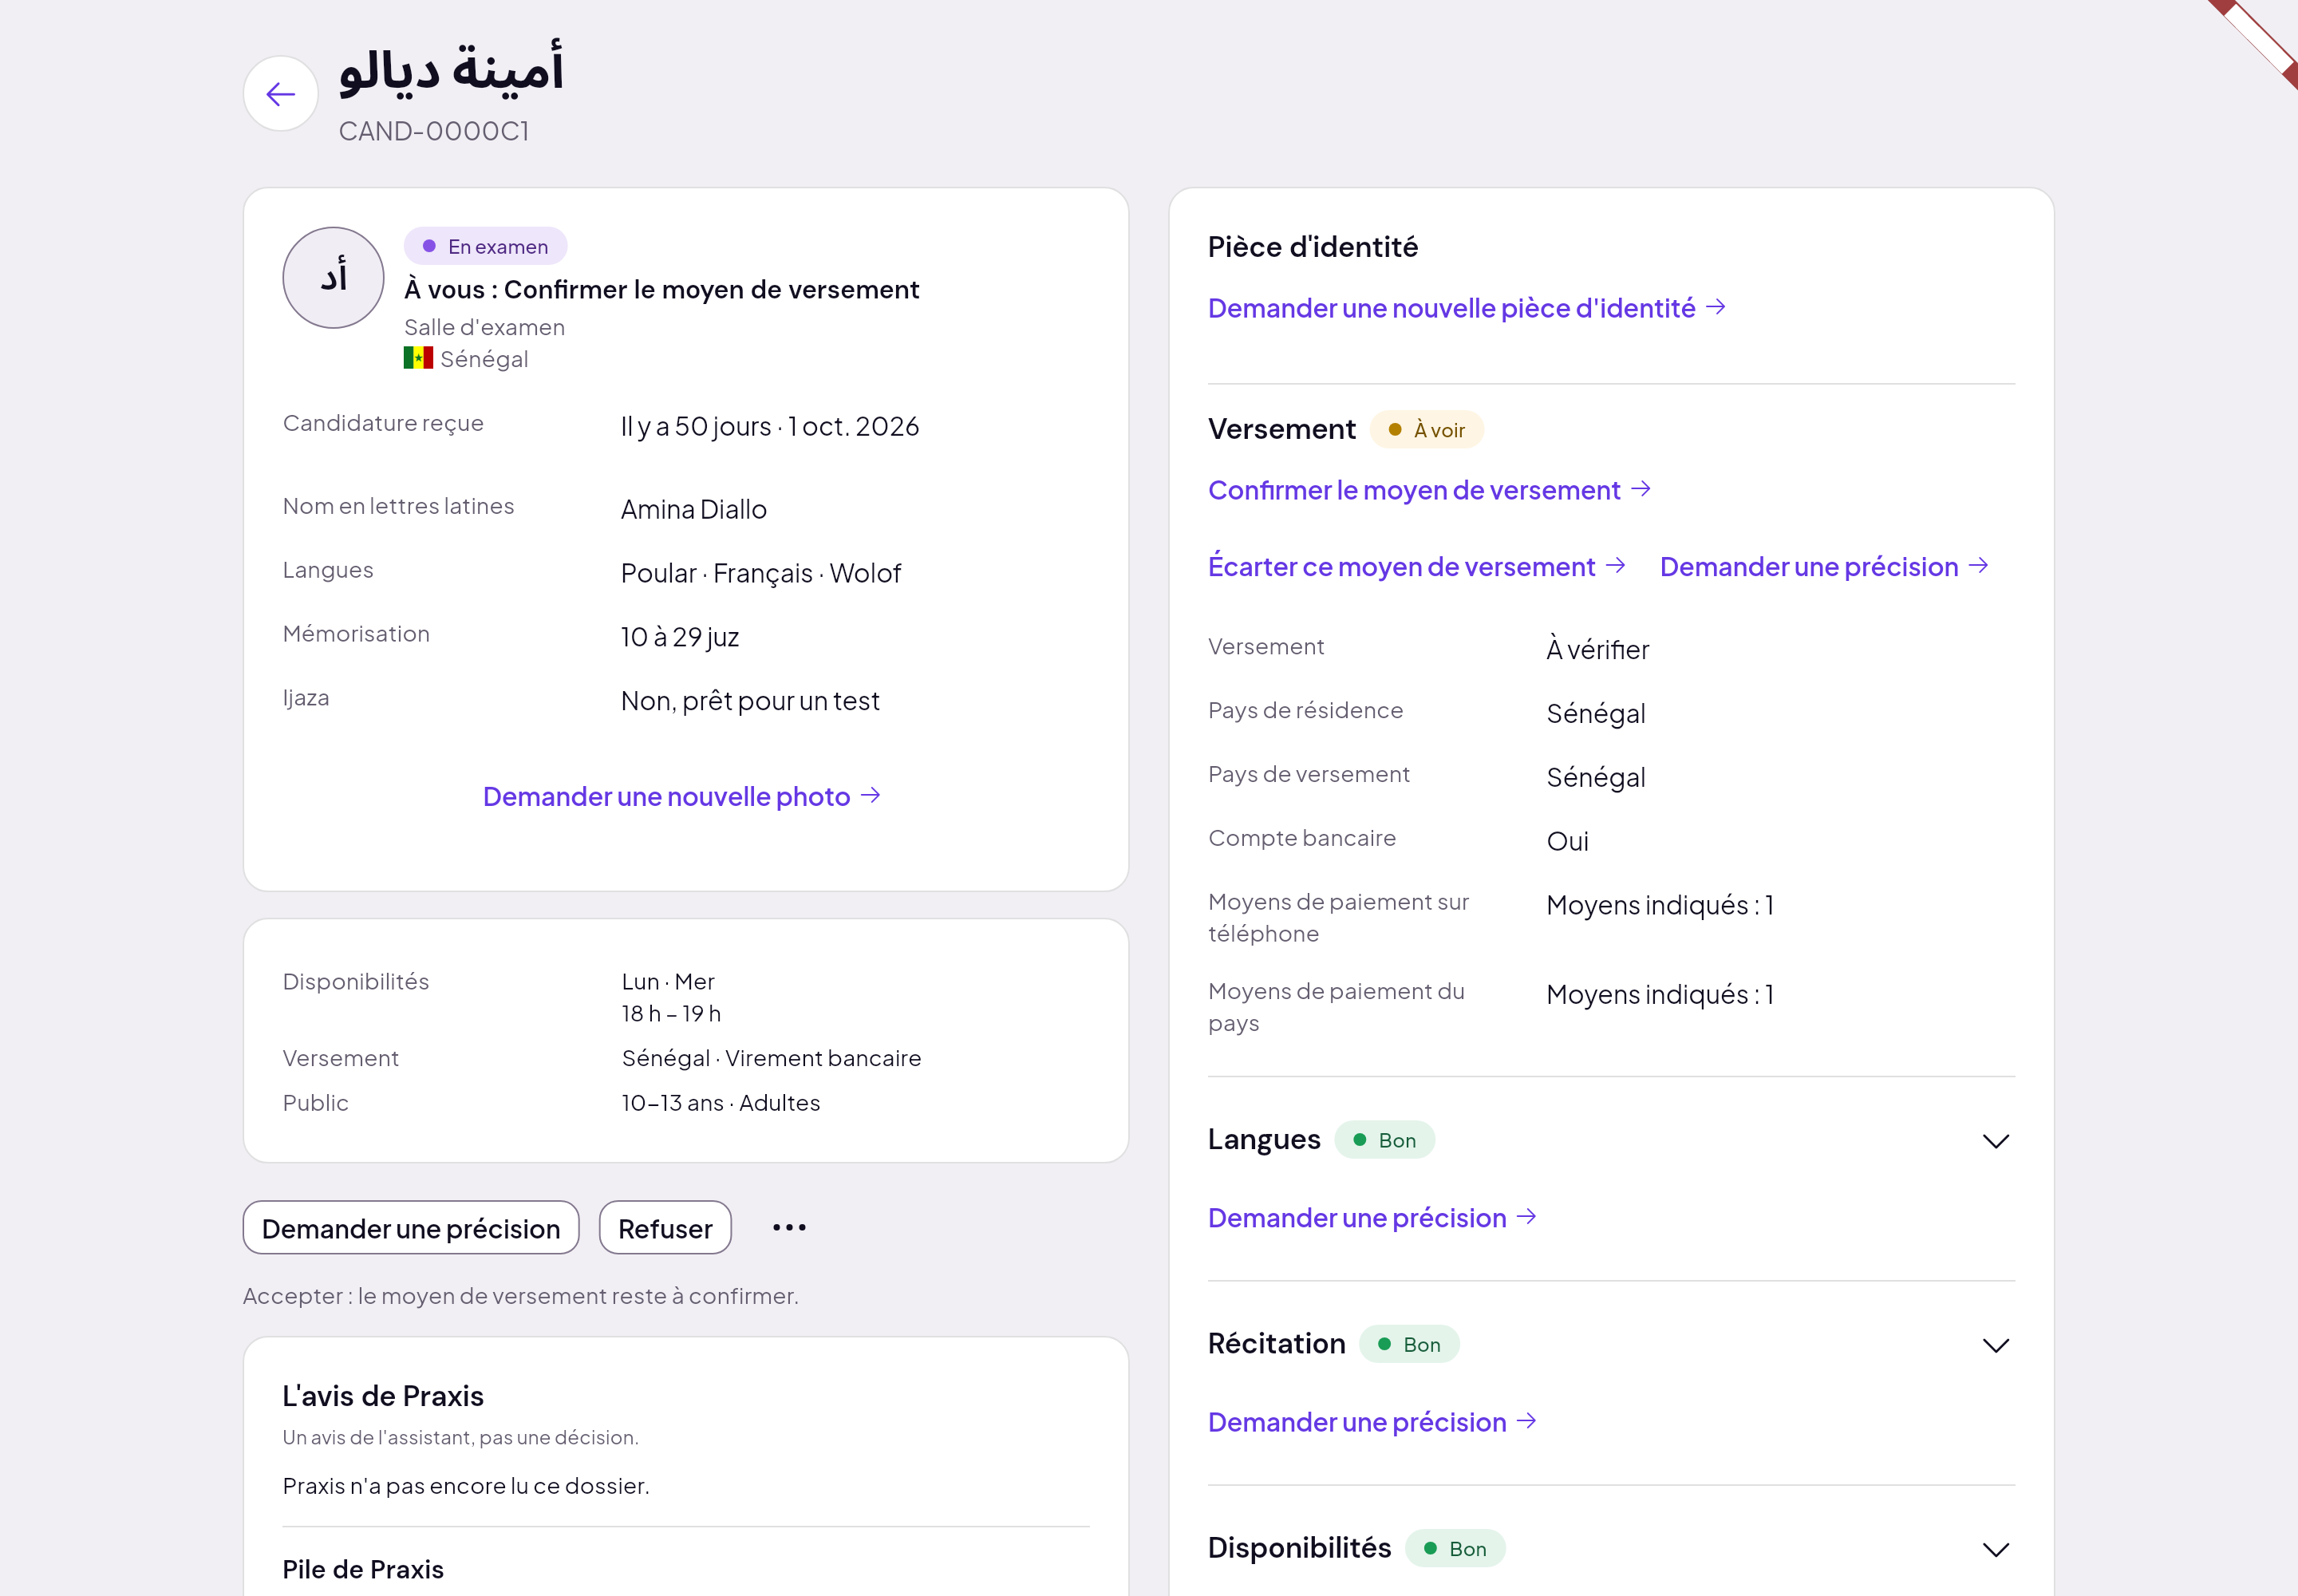 أمينة ديالو
CAND-0000C1
أد
En examen
À vous : Confirmer le moyen de versement
Salle d'examen
Sénégal
Candidature reçue
Il y a 50 jours · 1 oct. 2026
Nom en lettres latines
Amina Diallo
Langues
Poular · Français · Wolof
Mémorisation
10 à 29 juz
Ijaza
Non, prêt pour un test
Demander une nouvelle photo →
Disponibilités
Lun · Mer
18 h – 19 h
Versement
Sénégal · Virement bancaire
Public
10–13 ans · Adultes
Demander une précision
Refuser
Accepter : le moyen de versement reste à confirmer.
L'avis de Praxis
Un avis de l'assistant, pas une décision.
Praxis n'a pas encore lu ce dossier.
Pile de Praxis
Pièce d'identité
Demander une nouvelle pièce d'identité →
Versement
À voir
Confirmer le moyen de versement →
Écarter ce moyen de versement →
Demander une précision →
Versement
À vérifier
Pays de résidence
Sénégal
Pays de versement
Sénégal
Compte bancaire
Oui
Moyens de paiement sur
téléphone
Moyens indiqués : 1
Moyens de paiement du
pays
Moyens indiqués : 1
Langues
Bon
Demander une précision →
Récitation
Bon
Demander une précision →
Disponibilités
Bon